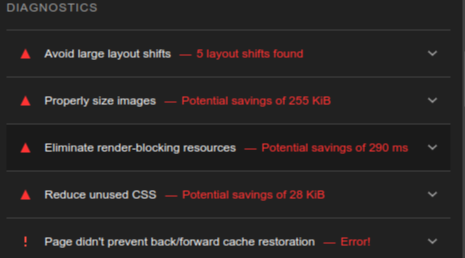 DIAGNOSTICS
Avoid large layout shifts — 5 layout shifts found
Properly size images — Potential savings of 255 KiB
Eliminate render-blocking resources — Potential savings of 290 ms
Reduce unused CSS — Potential savings of 28 KiB
! Page didn't prevent back/forward cache restoration — Error!